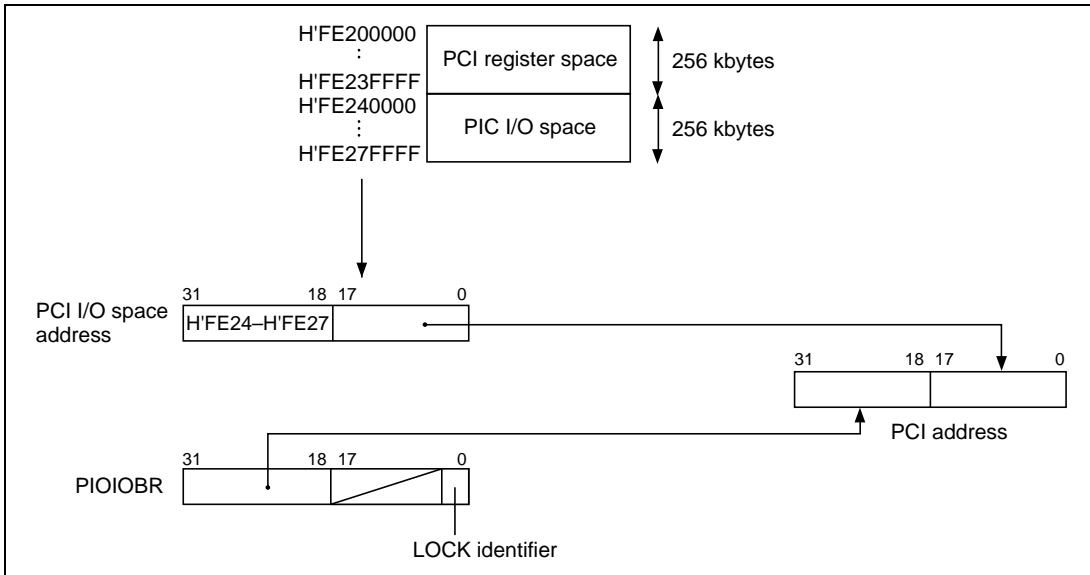 H'FE200000
⋮
H'FE23FFFF
H'FE240000
⋮
H'FE27FFFF
PCI register space
256 kbytes
PIC I/O space
256 kbytes
PCI I/O space
address
31 18 17 0
H'FE24–H'FE27
31 18 17 0
PCI address
31 18 17 0
PIOIOBR
LOCK identifier